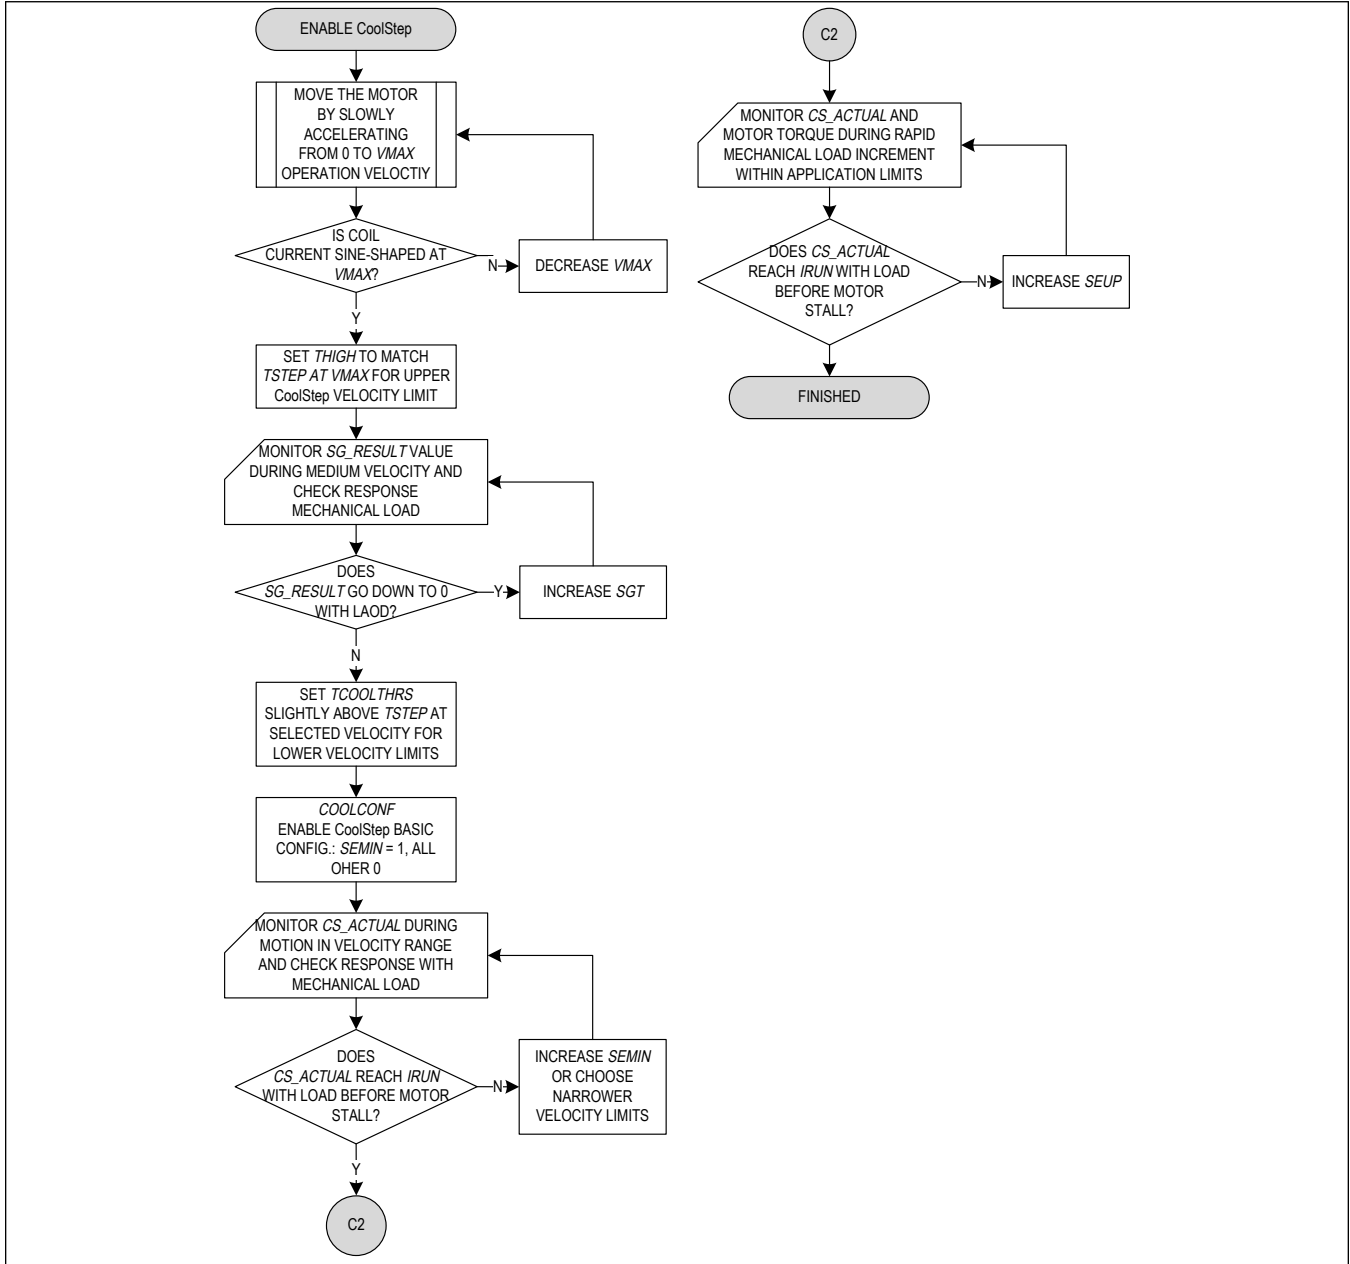 ENABLE CoolStep
MOVE THE MOTOR
BY SLOWLY
ACCELERATING
FROM 0 TO VMAX
OPERATION VELOCTIY
IS COIL
CURRENT SINE-SHAPED AT
VMAX?
N
DECREASE VMAX
Y
SET THIGH TO MATCH
TSTEP AT VMAX FOR UPPER
CoolStep VELOCITY LIMIT
MONITOR SG_RESULT VALUE
DURING MEDIUM VELOCITY AND
CHECK RESPONSE
MECHANICAL LOAD
DOES
SG_RESULT GO DOWN TO 0
WITH LAOD?
Y
INCREASE SGT
N
SET TCOOLTHRS
SLIGHTLY ABOVE TSTEP AT
SELECTED VELOCITY FOR
LOWER VELOCITY LIMITS
COOLCONF
ENABLE CoolStep BASIC
CONFIG.: SEMIN = 1, ALL
OHER 0
MONITOR CS_ACTUAL DURING
MOTION IN VELOCITY RANGE
AND CHECK RESPONSE WITH
MECHANICAL LOAD
DOES
CS_ACTUAL REACH IRUN
WITH LOAD BEFORE MOTOR
STALL?
N
INCREASE SEMIN
OR CHOOSE
NARROWER
VELOCITY LIMITS
Y
C2
C2
MONITOR CS_ACTUAL AND
MOTOR TORQUE DURING RAPID
MECHANICAL LOAD INCREMENT
WITHIN APPLICATION LIMITS
DOES CS_ACTUAL
REACH IRUN WITH LOAD
BEFORE MOTOR
STALL?
N
INCREASE SEUP
FINISHED